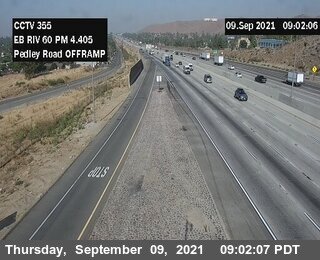 CCTV 355
EB RIV 60 PM 4.405
Pedley Road OFFRAMP
09.Sep 2021 09:02:06
STOP
Thursday, September 09, 2021 09:02:07 PDT